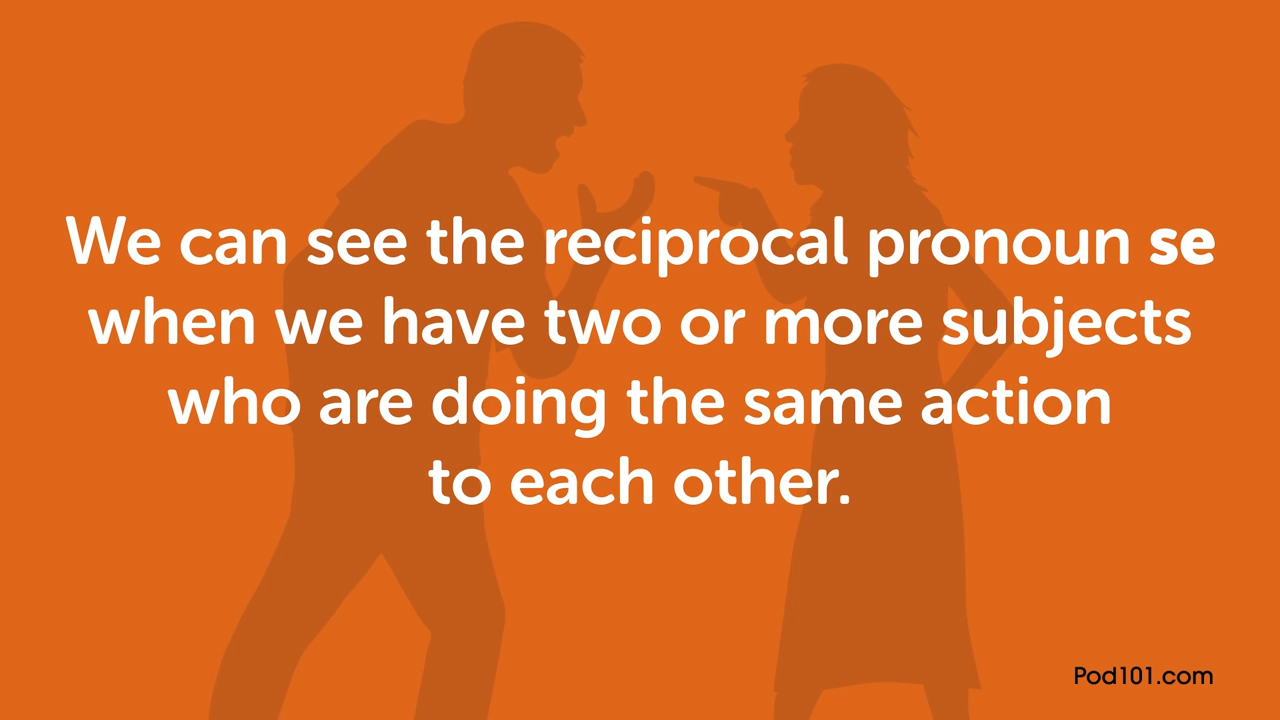 We can see the reciprocal pronoun se
when we have two or more subjects
who are doing the same action
to each other.
Pod101.com